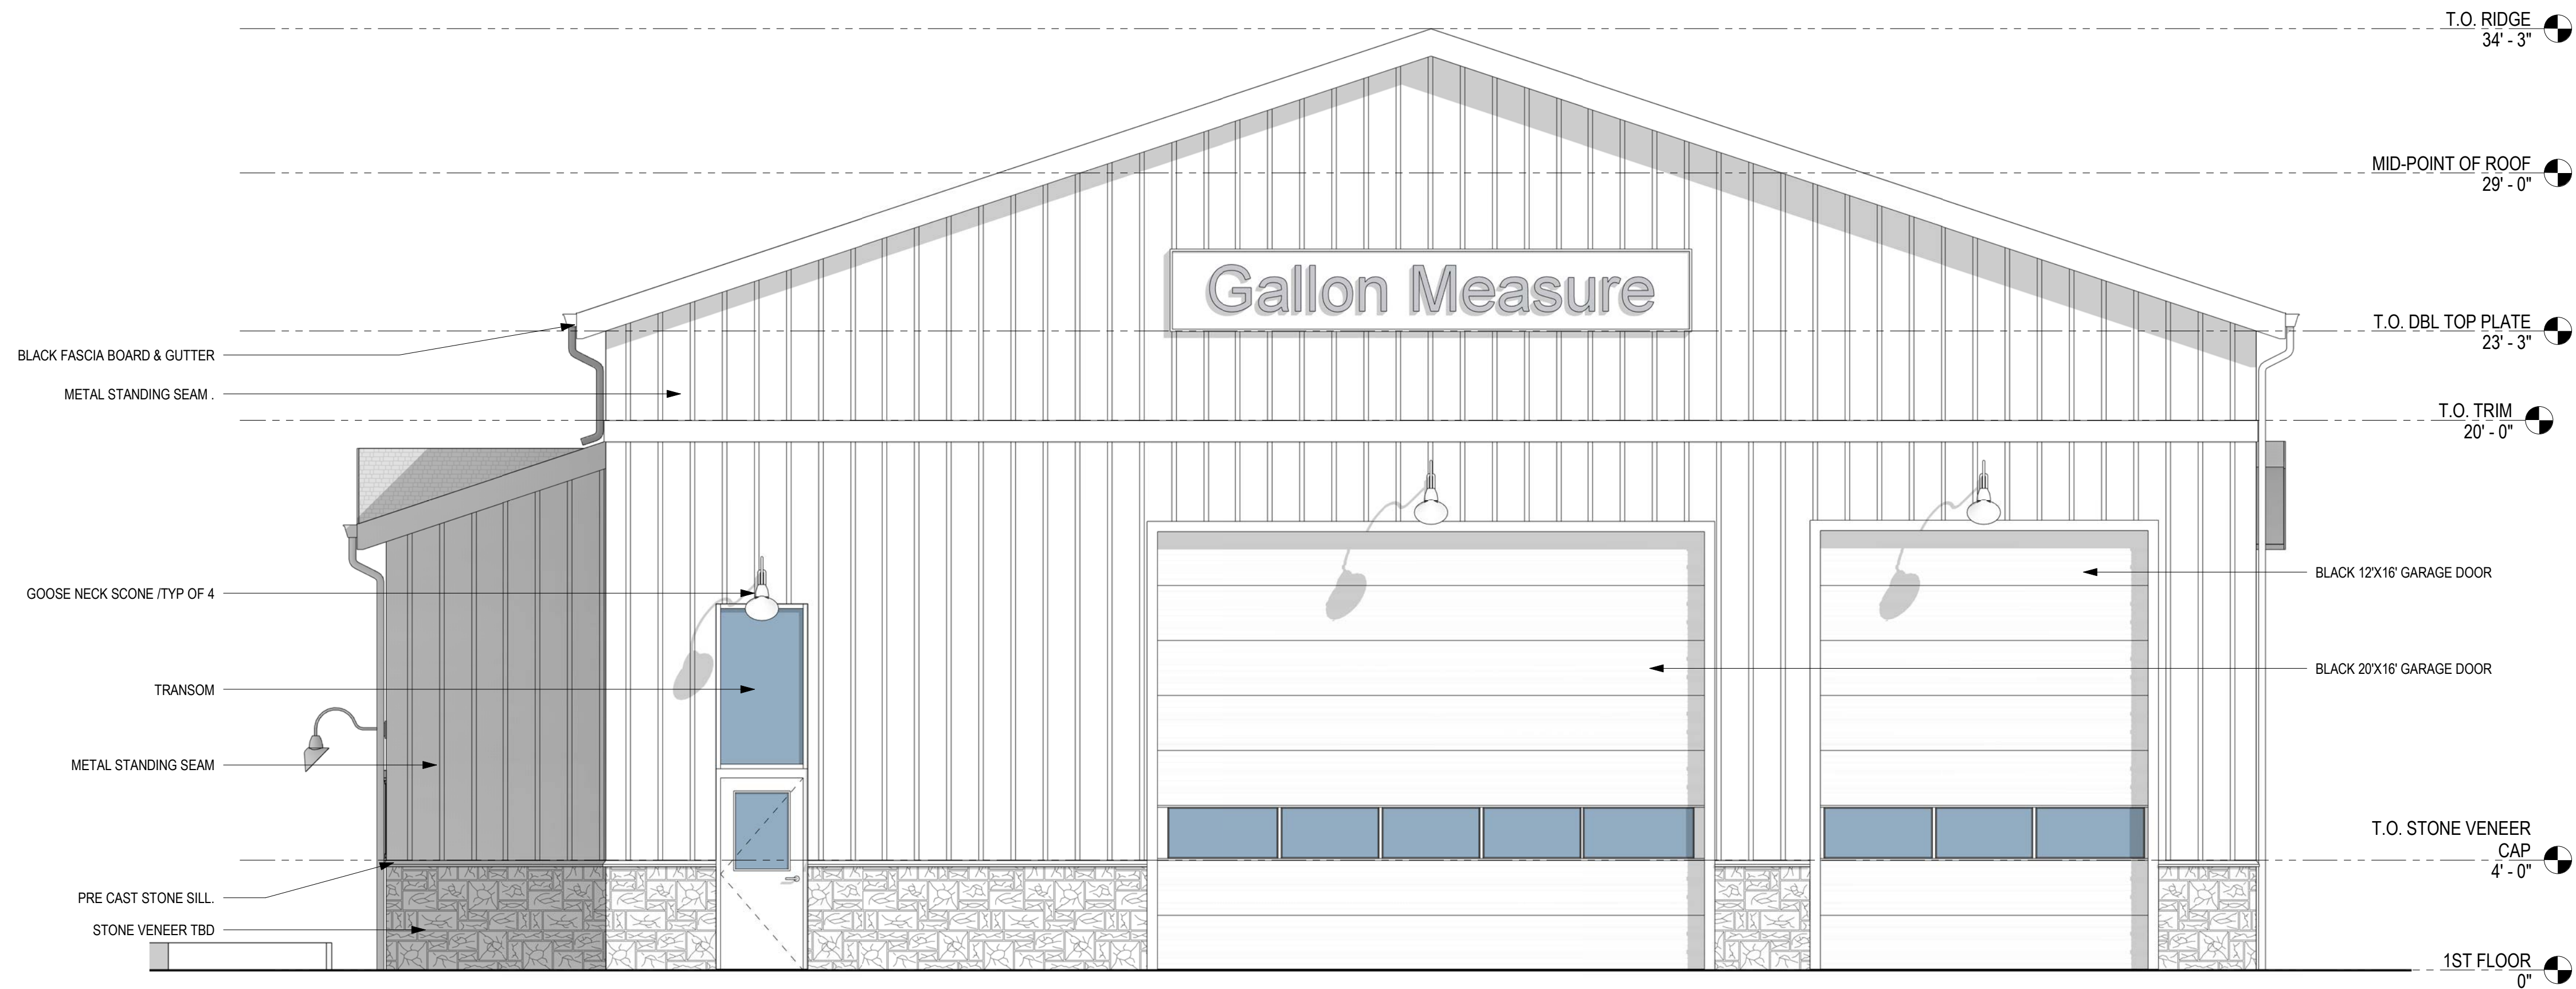 T.O. RIDGE
34' - 3"
MID-POINT OF ROOF
29' - 0"
Gallon Measure
T.O. DBL TOP PLATE
23' - 3"
BLACK FASCIA BOARD & GUTTER
METAL STANDING SEAM .
T.O. TRIM
20' - 0"
BLACK 12'X16' GARAGE DOOR
GOOSE NECK SCONE /TYP OF 4
BLACK 20'X16' GARAGE DOOR
TRANSOM
METAL STANDING SEAM
T.O. STONE VENEER
CAP
4' - 0"
PRE CAST STONE SILL.
STONE VENEER TBD
1ST FLOOR
0"